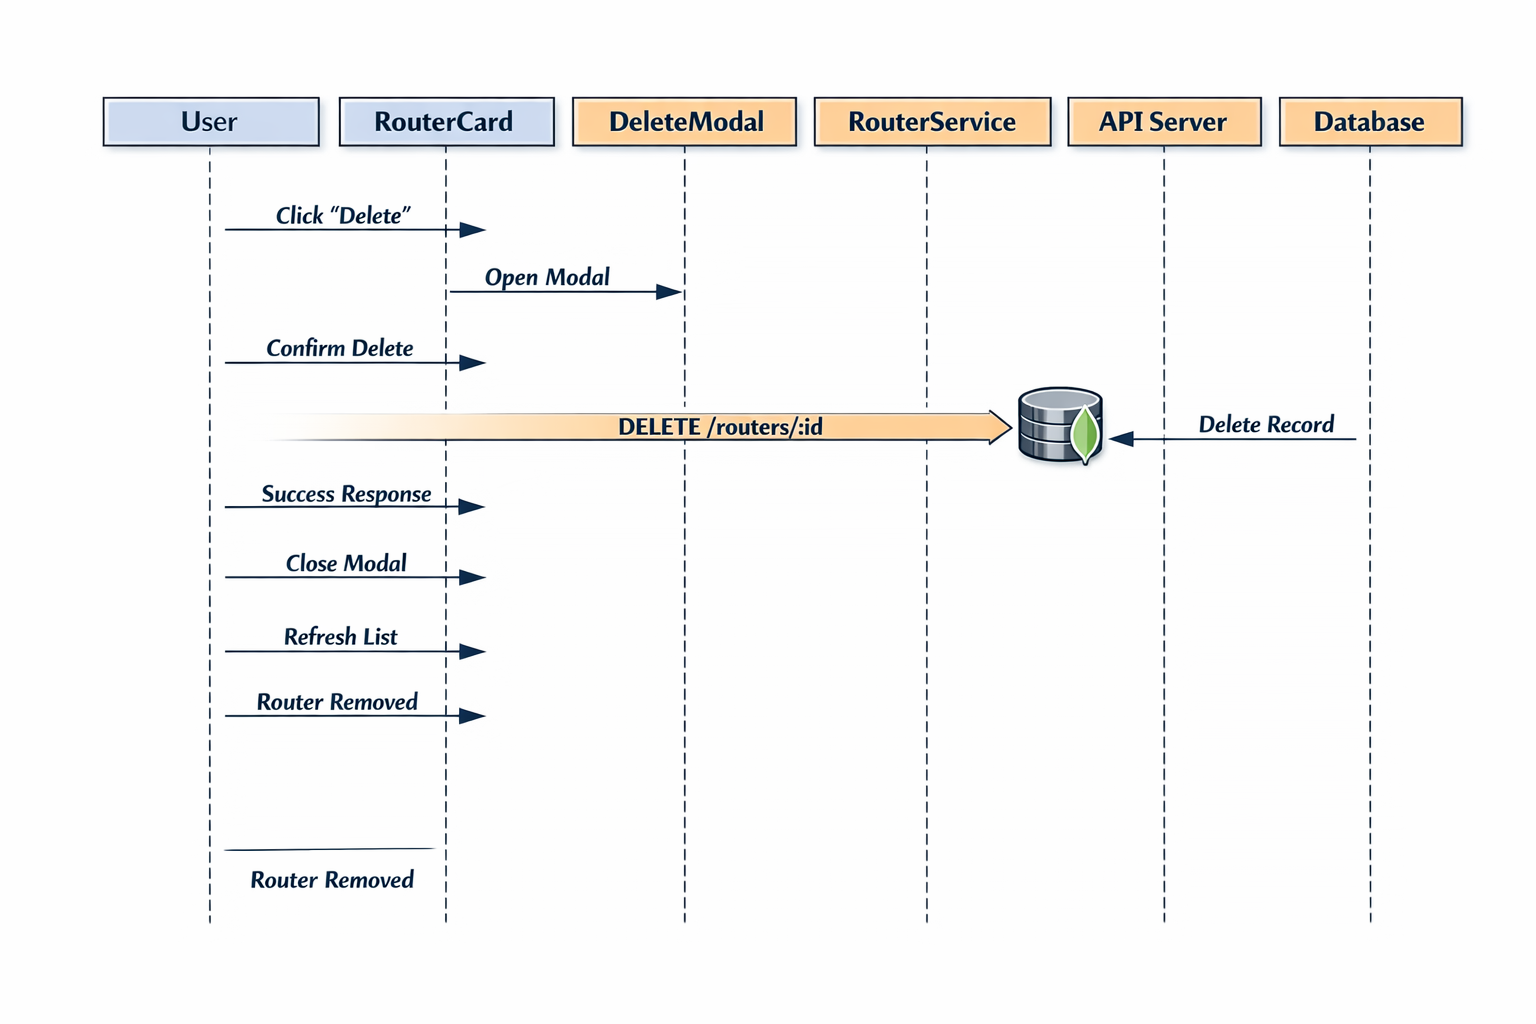 User
RouterCard
DeleteModal
RouterService
API Server
Database
Click “Delete”
Open Modal
Confirm Delete
DELETE /routers/:id
Delete Record
Success Response
Close Modal
Refresh List
Router Removed
Router Removed